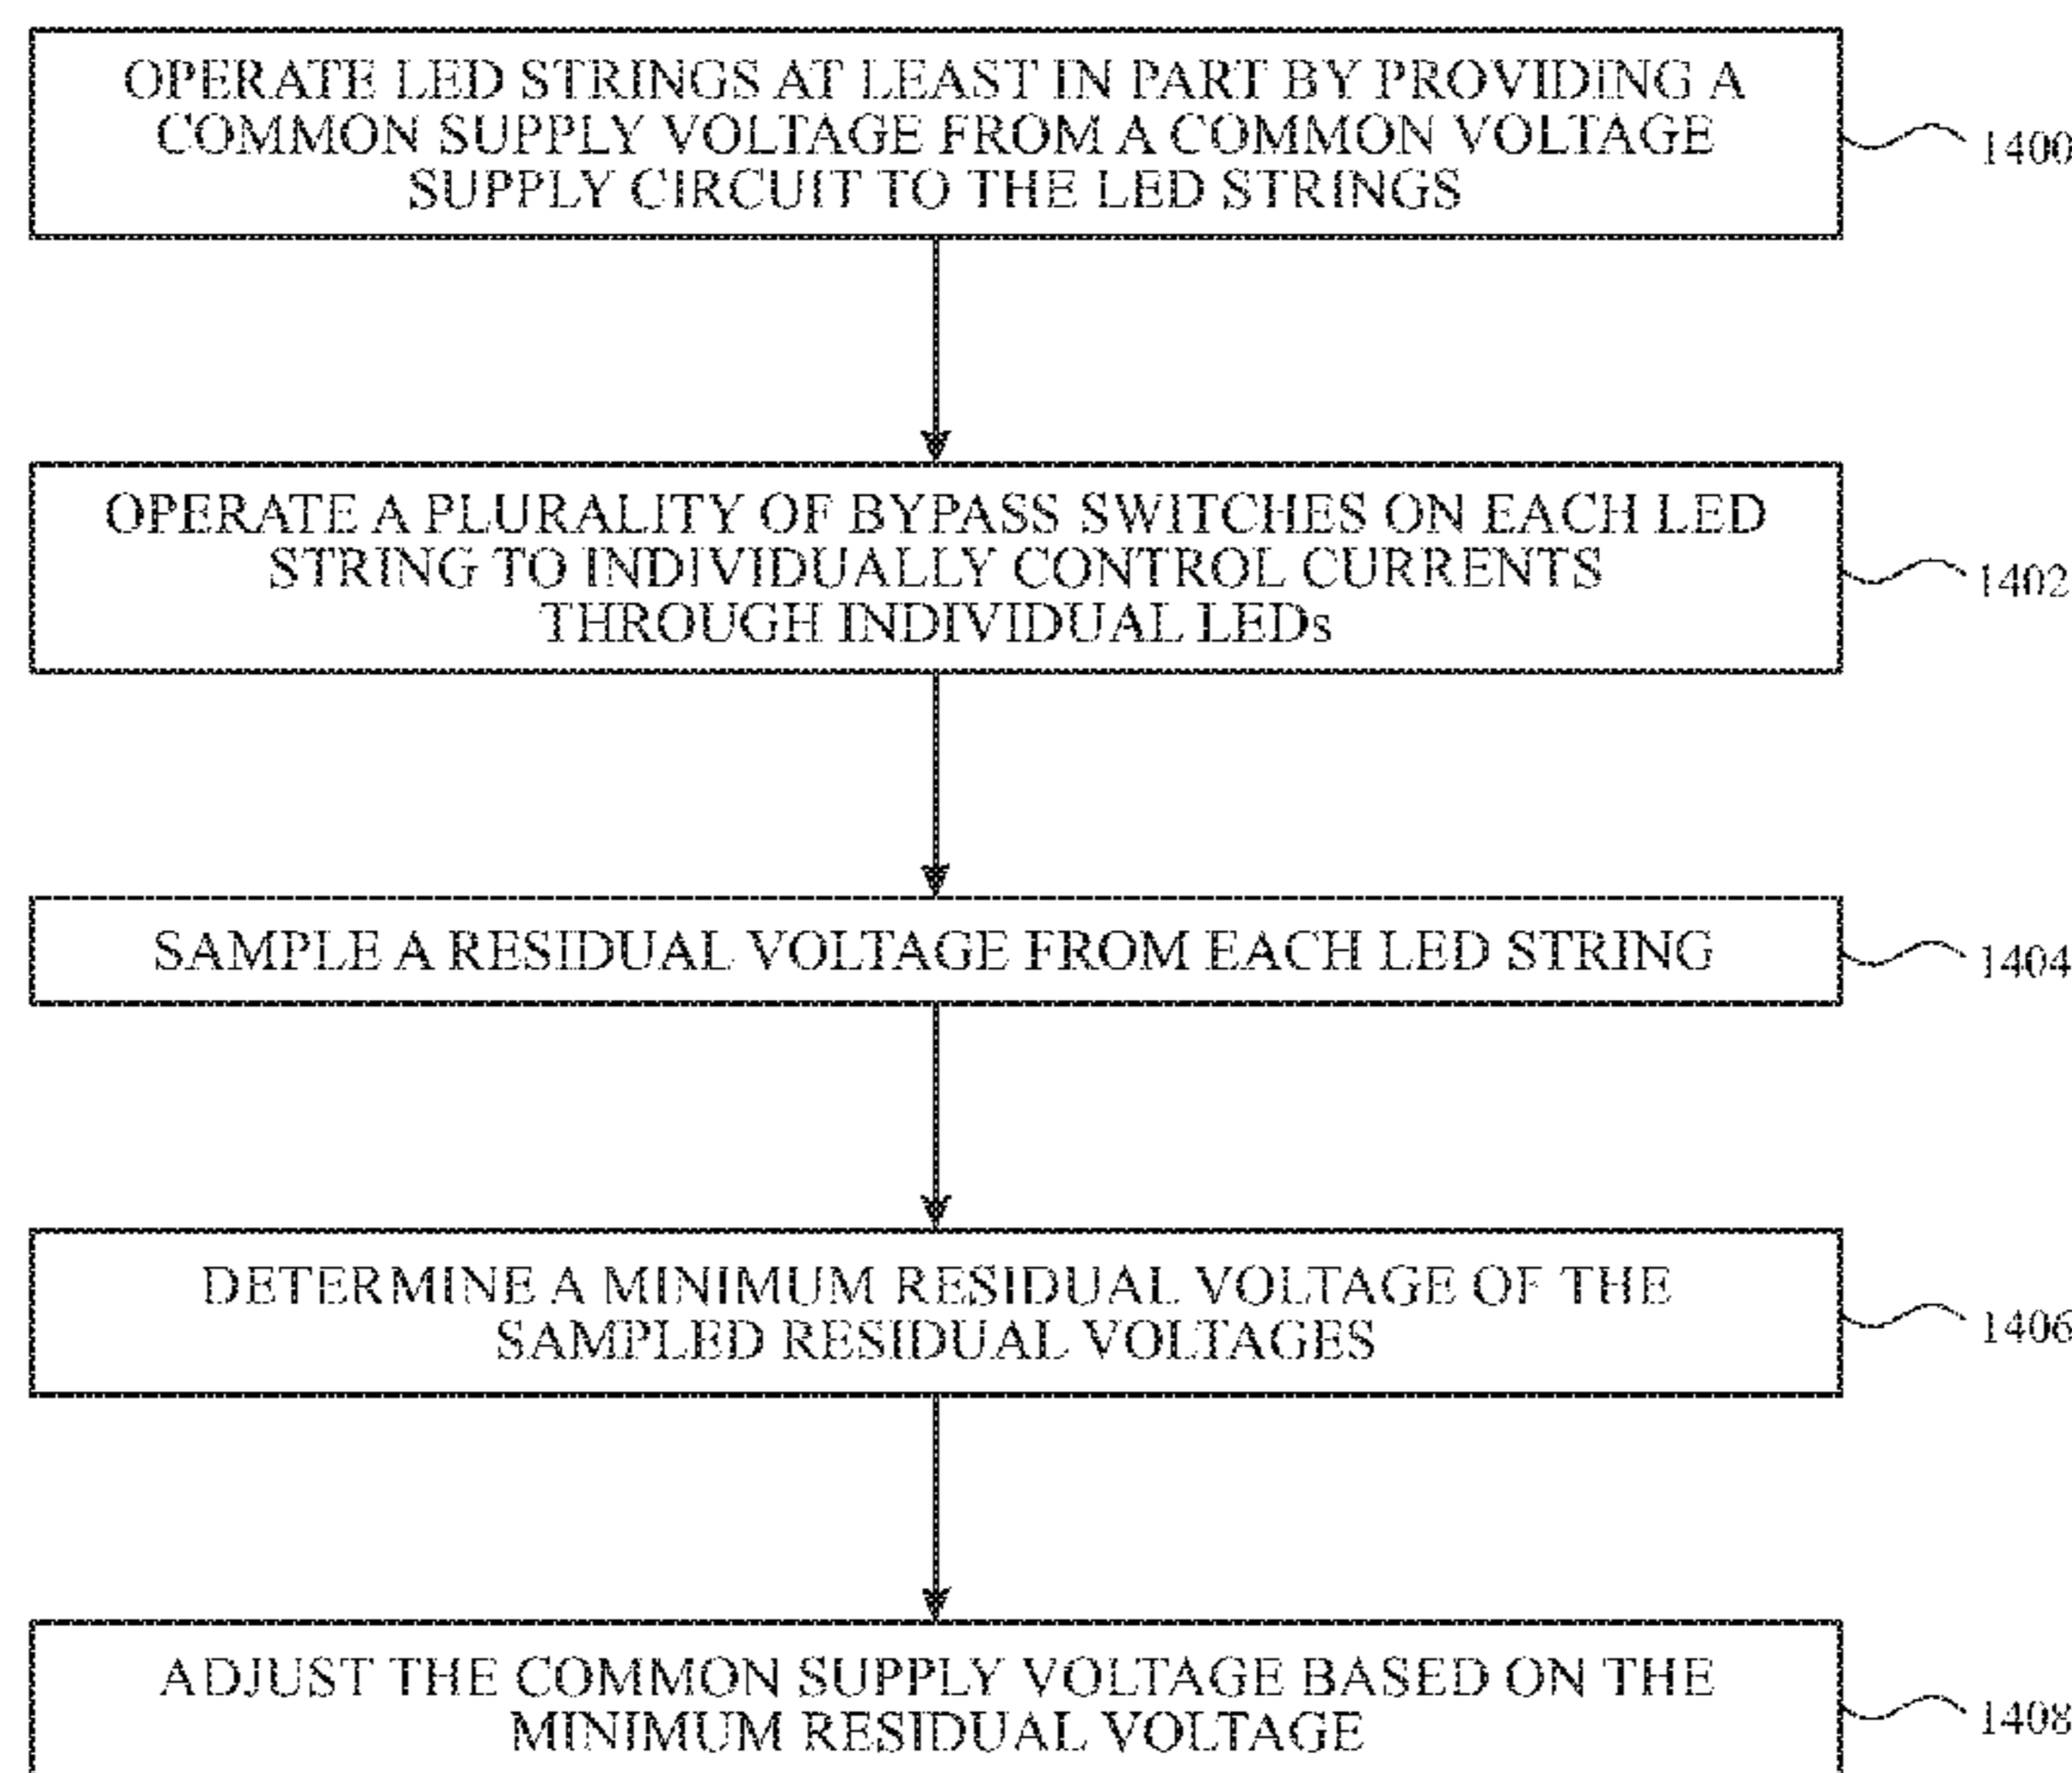 OPERATE LED STRINGS AT LEAST IN PART BY PROVIDING A
COMMON SUPPLY VOLTAGE FROM A COMMON VOLTAGE
SUPPLY CIRCUIT TO THE LED STRINGS
1400
OPERATE A PLURALITY OF BYPASS SWITCHES ON EACH LED
STRING TO INDIVIDUALLY CONTROL CURRENTS
THROUGH INDIVIDUAL LEDs
1402
SAMPLE A RESIDUAL VOLTAGE FROM EACH LED STRING
1404
DETERMINE A MINIMUM RESIDUAL VOLTAGE OF THE
SAMPLED RESIDUAL VOLTAGES
1406
ADJUST THE COMMON SUPPLY VOLTAGE BASED ON THE
MINIMUM RESIDUAL VOLTAGE
1408